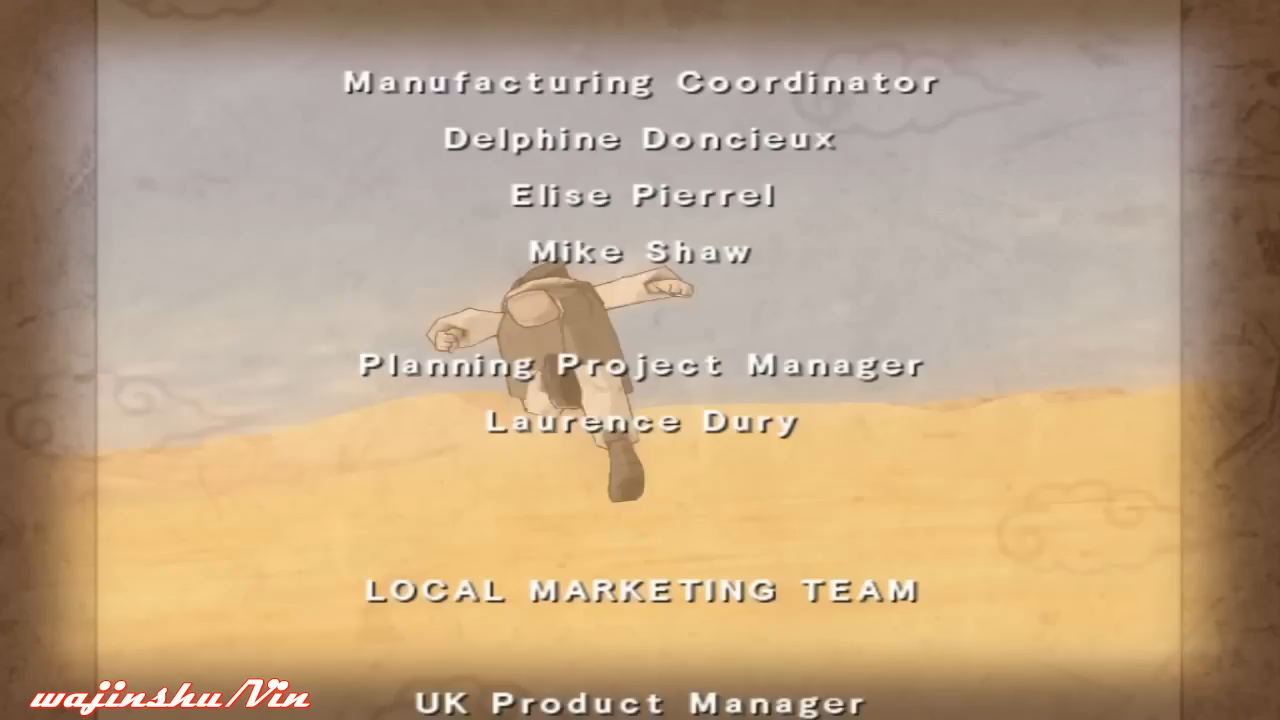 Manufacturing Coordinator
Delphine Doncieux
Elise Pierrel
Mike Shaw
Planning Project Manager
Laurence Dury
LOCAL MARKETING TEAM
UK Product Manager
wajinshu/Vin